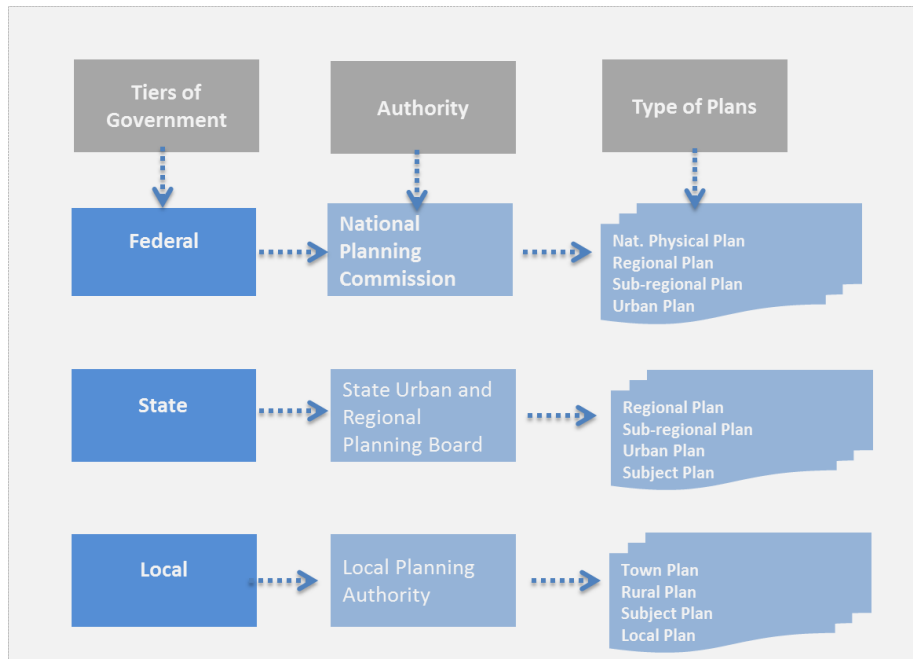 Tiers of
Government
Authority
Type of Plans
Federal
National
Planning
Commission
Nat. Physical Plan
Regional Plan
Sub-regional Plan
Urban Plan
State
State Urban and
Regional
Planning Board
Regional Plan
Sub-regional Plan
Urban Plan
Subject Plan
Local
Local Planning
Authority
Town Plan
Rural Plan
Subject Plan
Local Plan